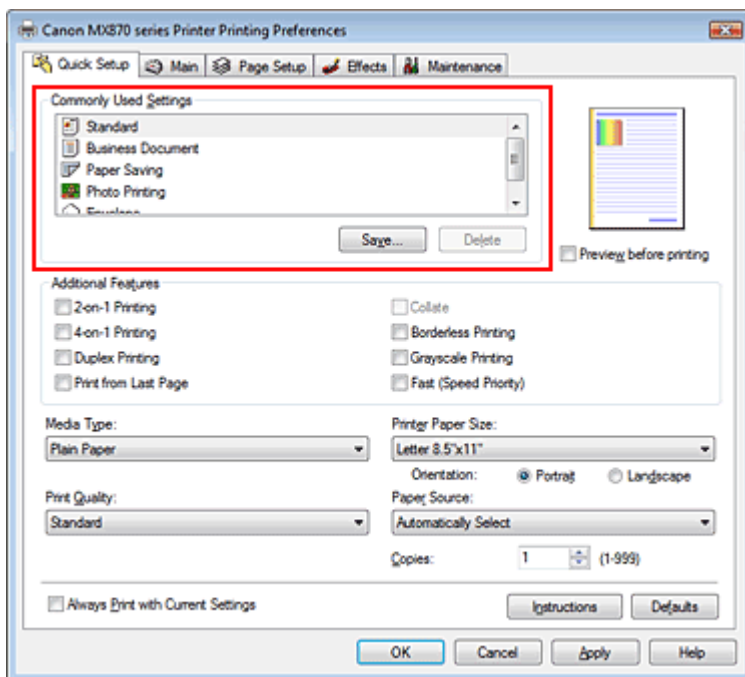 Canon MX870 series Printer Printing Preferences
Quick Setup Main Page Setup Effects Maintenance
Commonly Used Settings
Standard
Business Document
Paper Saving
Photo Printing
Envelope
Save... Delete
Preview before printing
Additional Features
2-on-1 Printing Collate
4-on-1 Printing Borderless Printing
Duplex Printing Grayscale Printing
Print from Last Page Fast (Speed Priority)
Media Type: Printer Paper Size:
Plain Paper Letter 8.5"x11"
Orientation: Portrait Landscape
Print Quality: Paper Source:
Standard Automatically Select
Copies: 1 (1-999)
Always Print with Current Settings Instructions Defaults
OK Cancel Apply Help